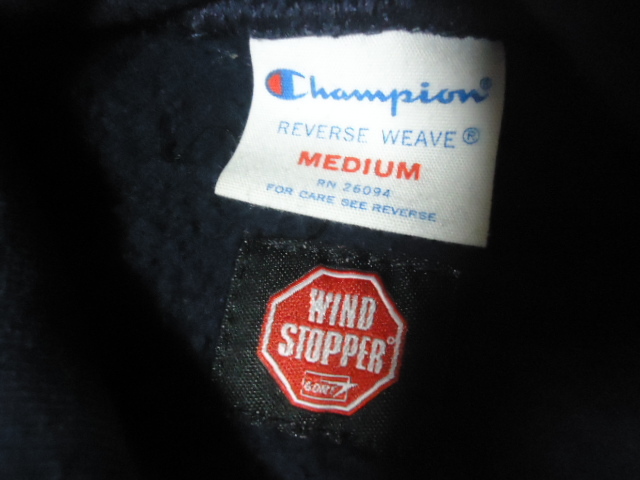 Champion®
REVERSE WEAVE®
MEDIUM
RN 26094
FOR CARE SEE REVERSE
WIND
STOPPER®
GORE